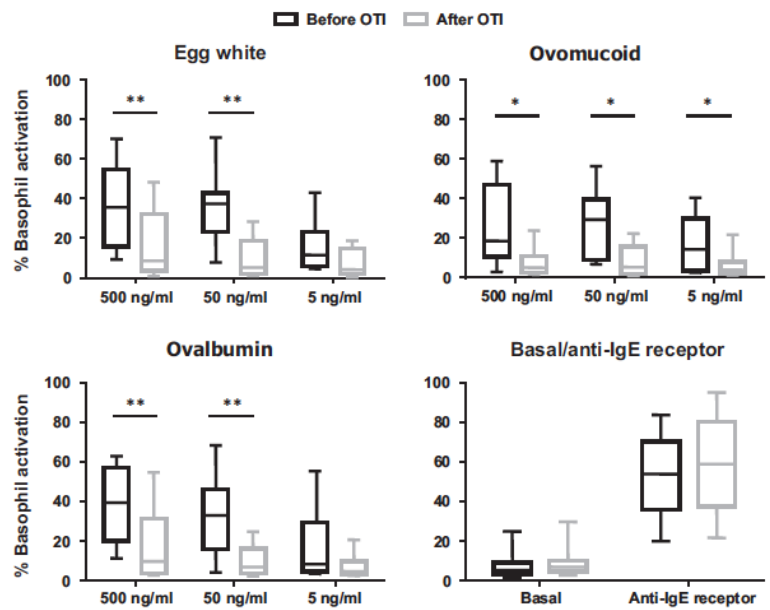 Before OTI After OTI
Egg white
Ovomucoid
% Basophil activation
100
80
60
40
20
0
** **
500 ng/ml 50 ng/ml 5 ng/ml
100
80
60
40
20
0
* * *
500 ng/ml 50 ng/ml 5 ng/ml
Ovalbumin
Basal/anti-IgE receptor
% Basophil activation
100
80
60
40
20
0
** **
500 ng/ml 50 ng/ml 5 ng/ml
100
80
60
40
20
0
Basal Anti-IgE receptor